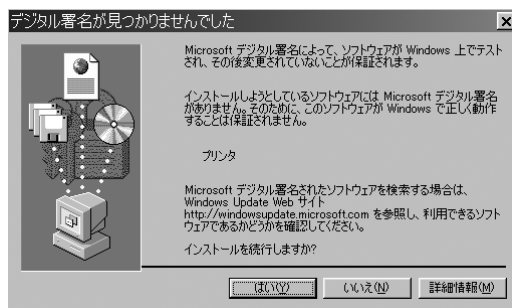 デジタル署名が見つかりませんでした
Microsoft デジタル署名によって、ソフトウェアが Windows 上でテスト
され、その後変更されていないことが保証されます。
インストールしようとしているソフトウェアには Microsoft デジタル署名
がありません。そのために、このソフトウェアが Windows で正しく動作
することは保証されません。
プリンタ
Microsoft デジタル署名されたソフトウェアを検索する場合は、
Windows Update Web サイト
http://windowsupdate.microsoft.com を参照し、利用できるソフト
ウェアであるかどうかを確認してください。
インストールを続行しますか?
はい(Y) いいえ(N) 詳細情報(M)